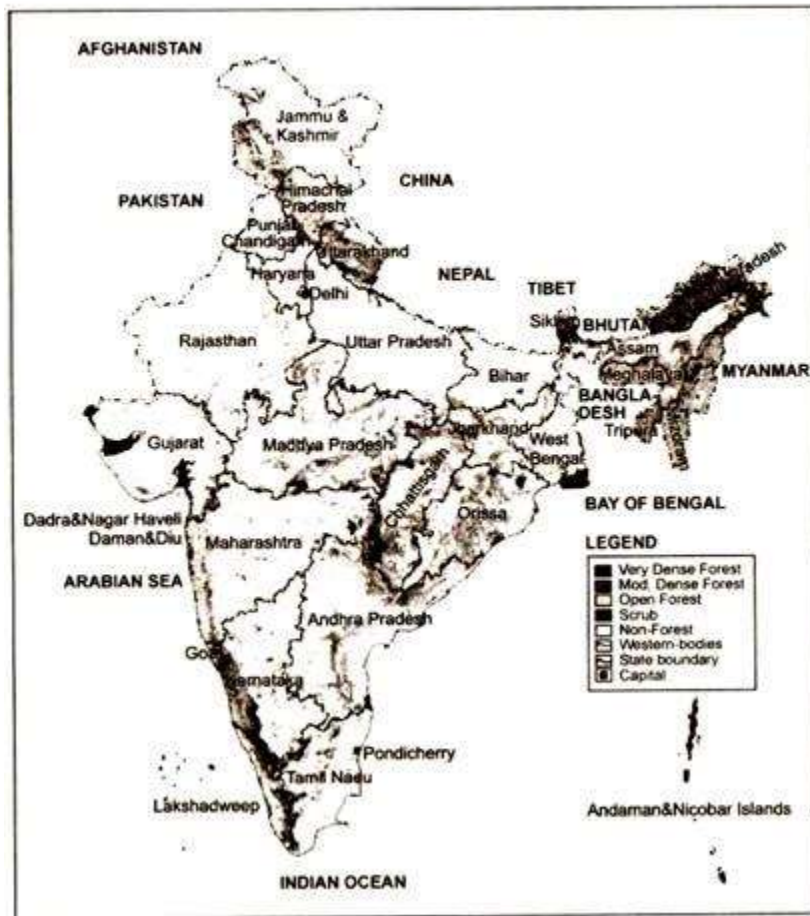 AFGHANISTAN
Jammu &
Kashmir
CHINA
PAKISTAN
Himachal
Pradesh
Punjab
Chandigarh
Uttarakhand
Haryana
Delhi
NEPAL
TIBET
Sikkim
BHUTAN
Pradesh
Rajasthan
Uttar Pradesh
Assam
Bihar
Meghalaya
MYANMAR
BANGLA-
DESH
Gujarat
Madhya Pradesh
Jharkhand
West
Bengal
Tripura
Mizoram
Chhattisgarh
Orissa
BAY OF BENGAL
Dadra&Nagar Haveli
Daman&Diu
Maharashtra
ARABIAN SEA
LEGEND
Very Dense Forest
Mod. Dense Forest
Open Forest
Scrub
Non-Forest
Western-bodies
State boundary
Capital
Andhra Pradesh
Goa
Karnataka
Pondicherry
Tamil Nadu
Lakshadweep
Andaman&Nicobar Islands
INDIAN OCEAN